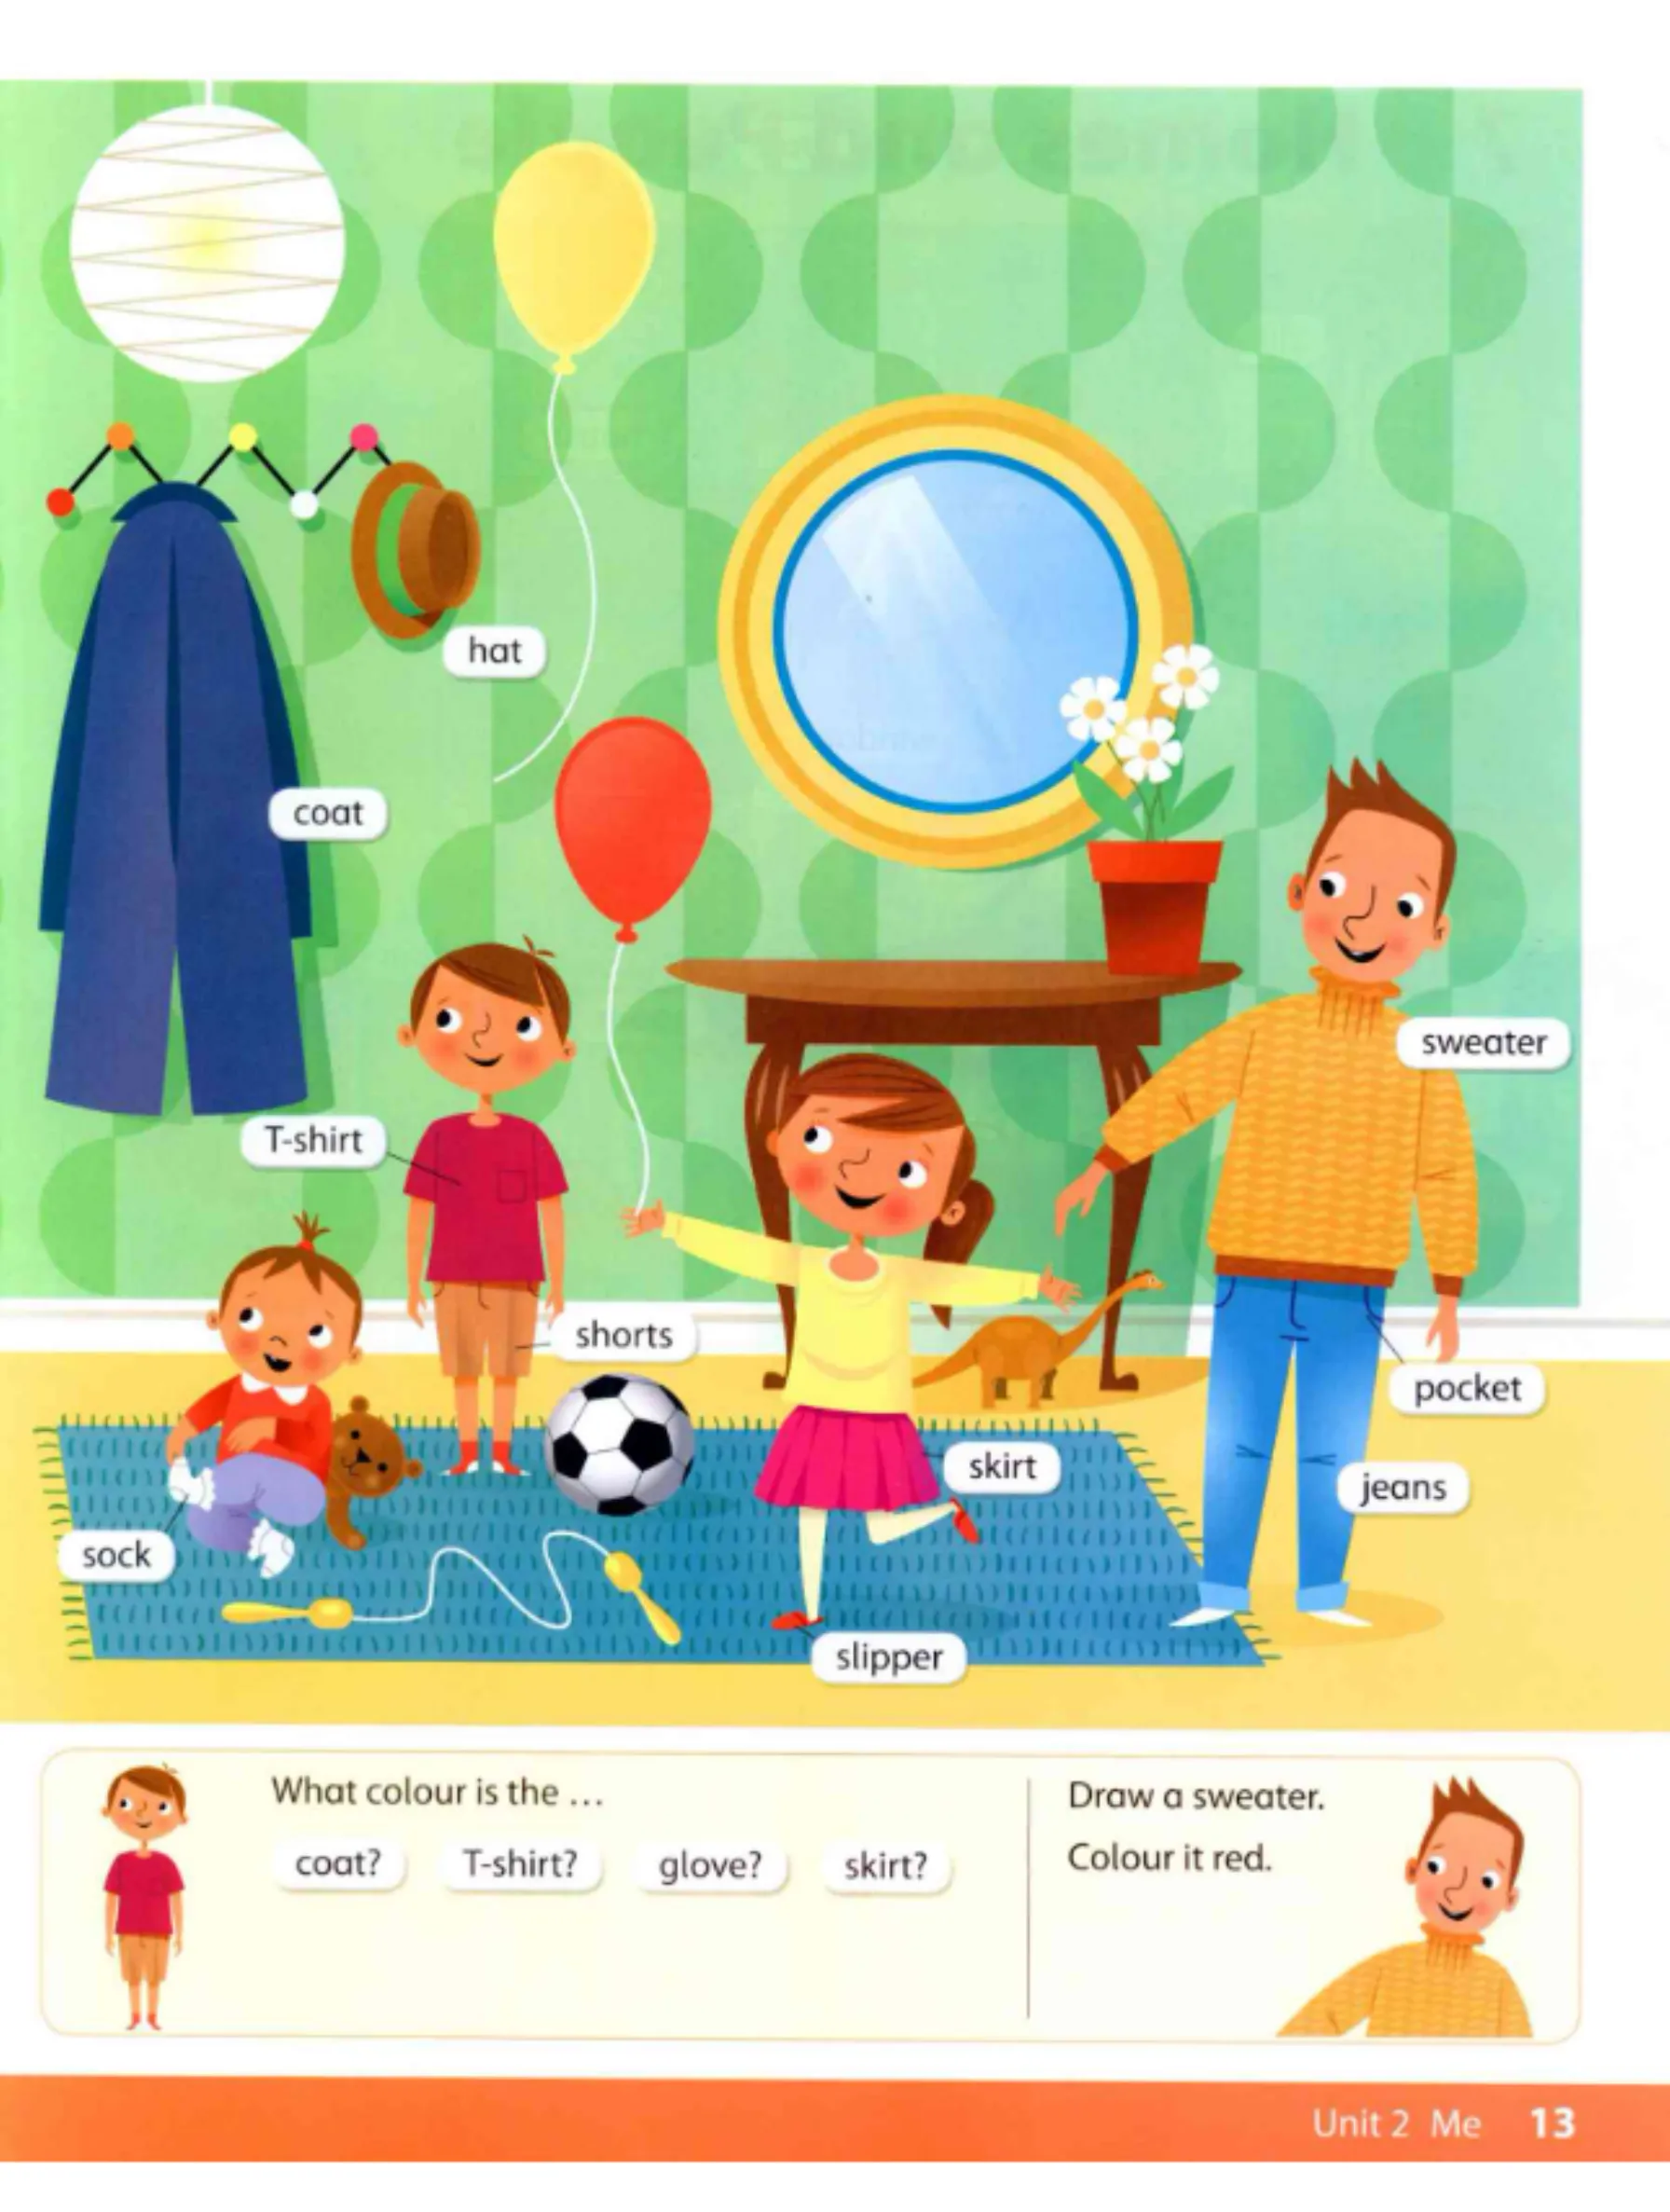 hat
coat
sweater
T-shirt
shorts
pocket
skirt
jeans
sock
slipper
What colour is the ...
coat? T-shirt? glove? skirt?
Draw a sweater.
Colour it red.
Unit 2 Me 13